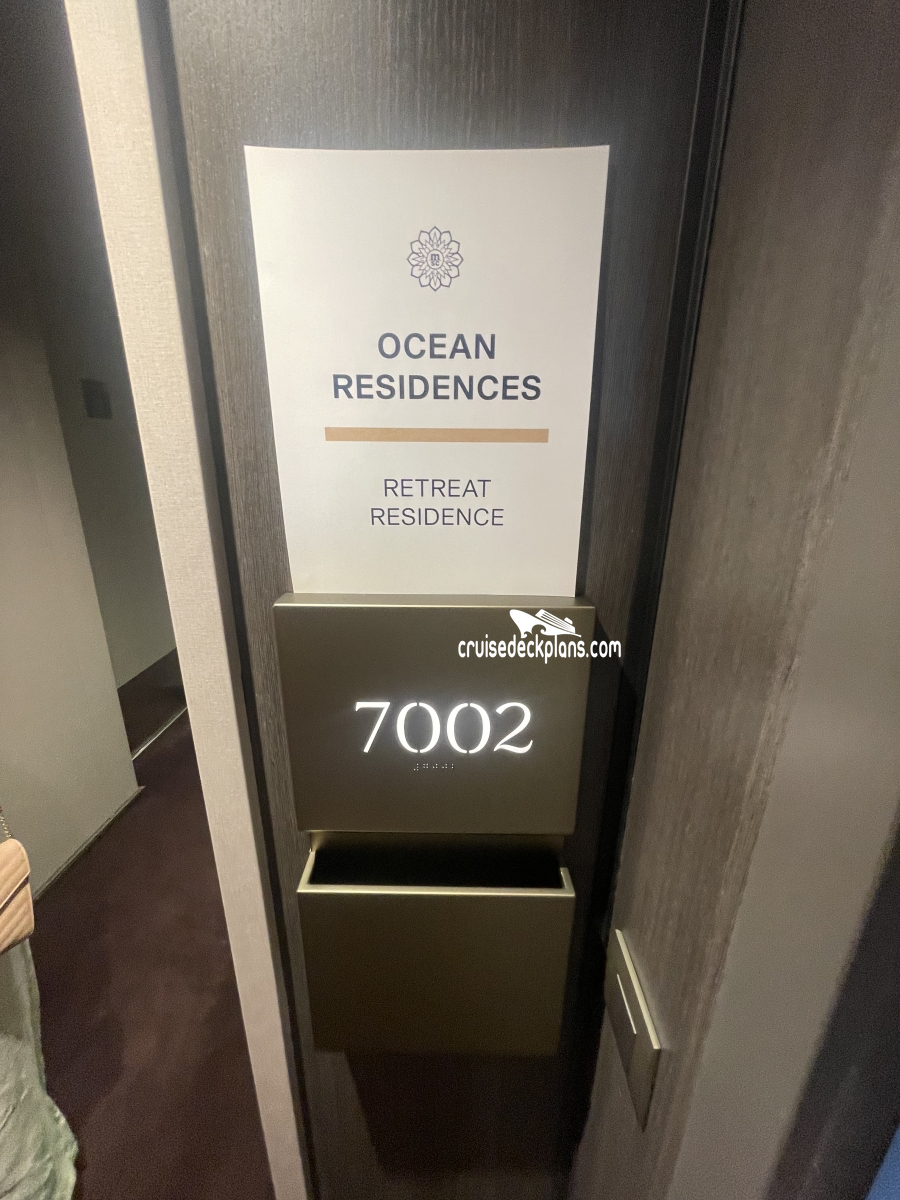 OCEAN
RESIDENCES
RETREAT
RESIDENCE
cruisedeckplans.com
7002